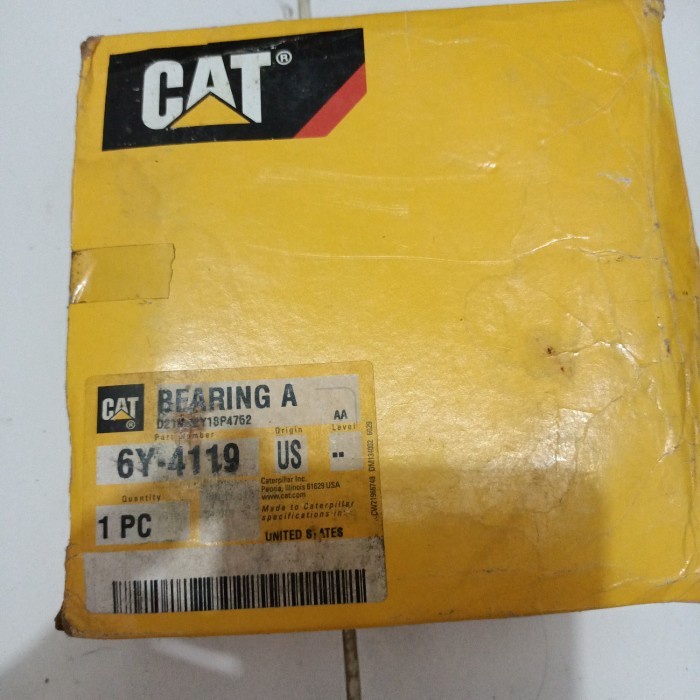 CAT®
CAT®
BEARING A
AA
Part Number
Origin
Level
6Y-4119
US
--
Caterpillar Inc.
Peoria, Illinois 61629 USA
www.cat.com
Quantity
Made to Caterpillar
specifications in
1 PC
UNITED STATES